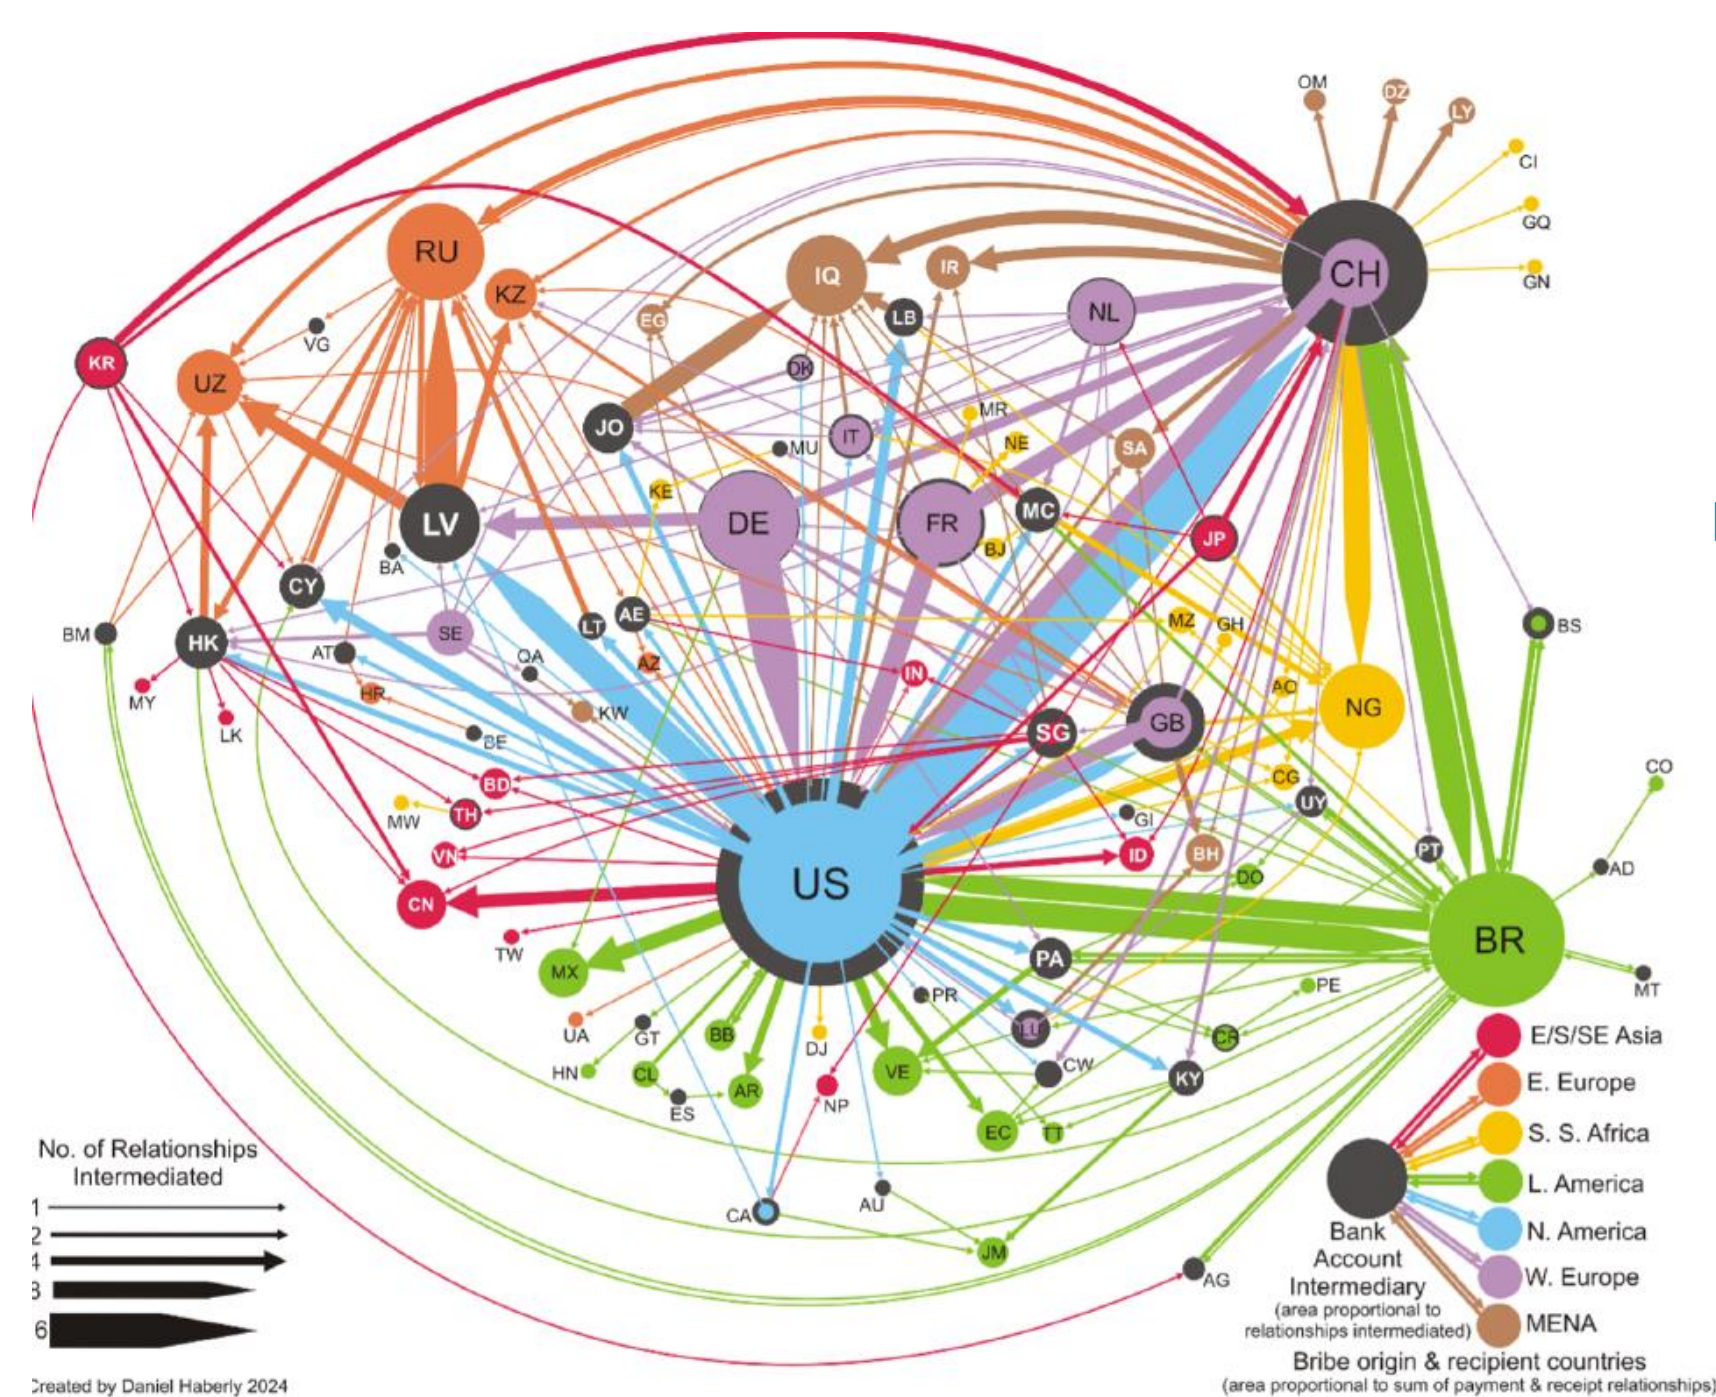 OM
DZ
LY
CI
GQ
GN
RU
KZ
IQ
IR
CH
NL
EG
LB
VG
KR
UZ
DK
JO
IT
MU
MR
NE
SA
KE
LV
DE
FR
MC
JP
BJ
BA
CY
BM
HK
SE
LT
AE
MZ
GH
BS
AT
QA
AZ
IN
AO
NG
MY
HR
KW
LK
BE
SG
GB
BD
CG
CO
MW
TH
GI
UY
VN
ID
BH
PT
AD
US
DO
CN
TW
BR
MX
PA
PR
PE
MT
UA
GT
BB
DJ
LU
CR
HN
CL
VE
CW
KY
ES
AR
NP
EC
TT
AU
CA
JM
AG
E/S/SE Asia
E. Europe
S. S. Africa
L. America
N. America
W. Europe
MENA
Bank
Account
Intermediary
(area proportional to
relationships intermediated)
Bribe origin & recipient countries
(area proportional to sum of payment & receipt relationships)
No. of Relationships
Intermediated
1
2
4
8
6
Created by Daniel Haberly 2024